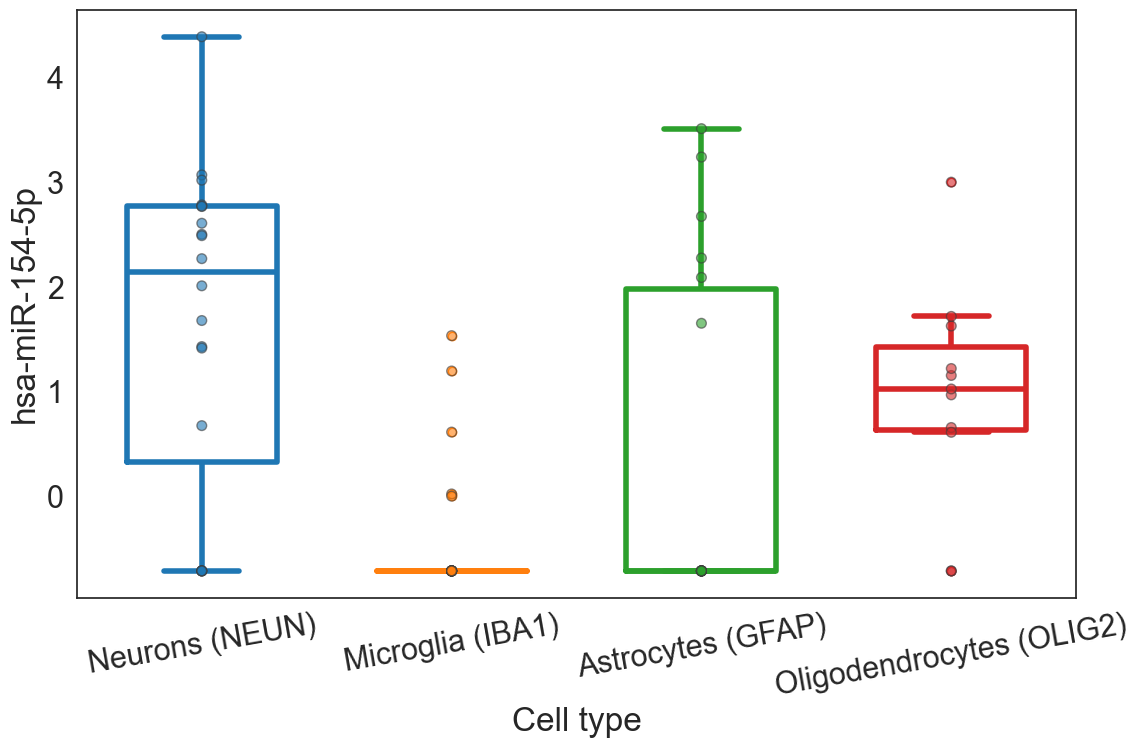 hsa-miR-154-5p
4
3
2
1
0
Neurons (NEUN)
Microglia (IBA1)
Astrocytes (GFAP)
Oligodendrocytes (OLIG2)
Cell type